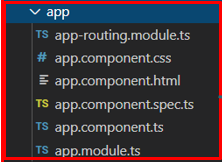 app
TS app-routing.module.ts
# app.component.css
app.component.html
TS app.component.spec.ts
TS app.component.ts
TS app.module.ts